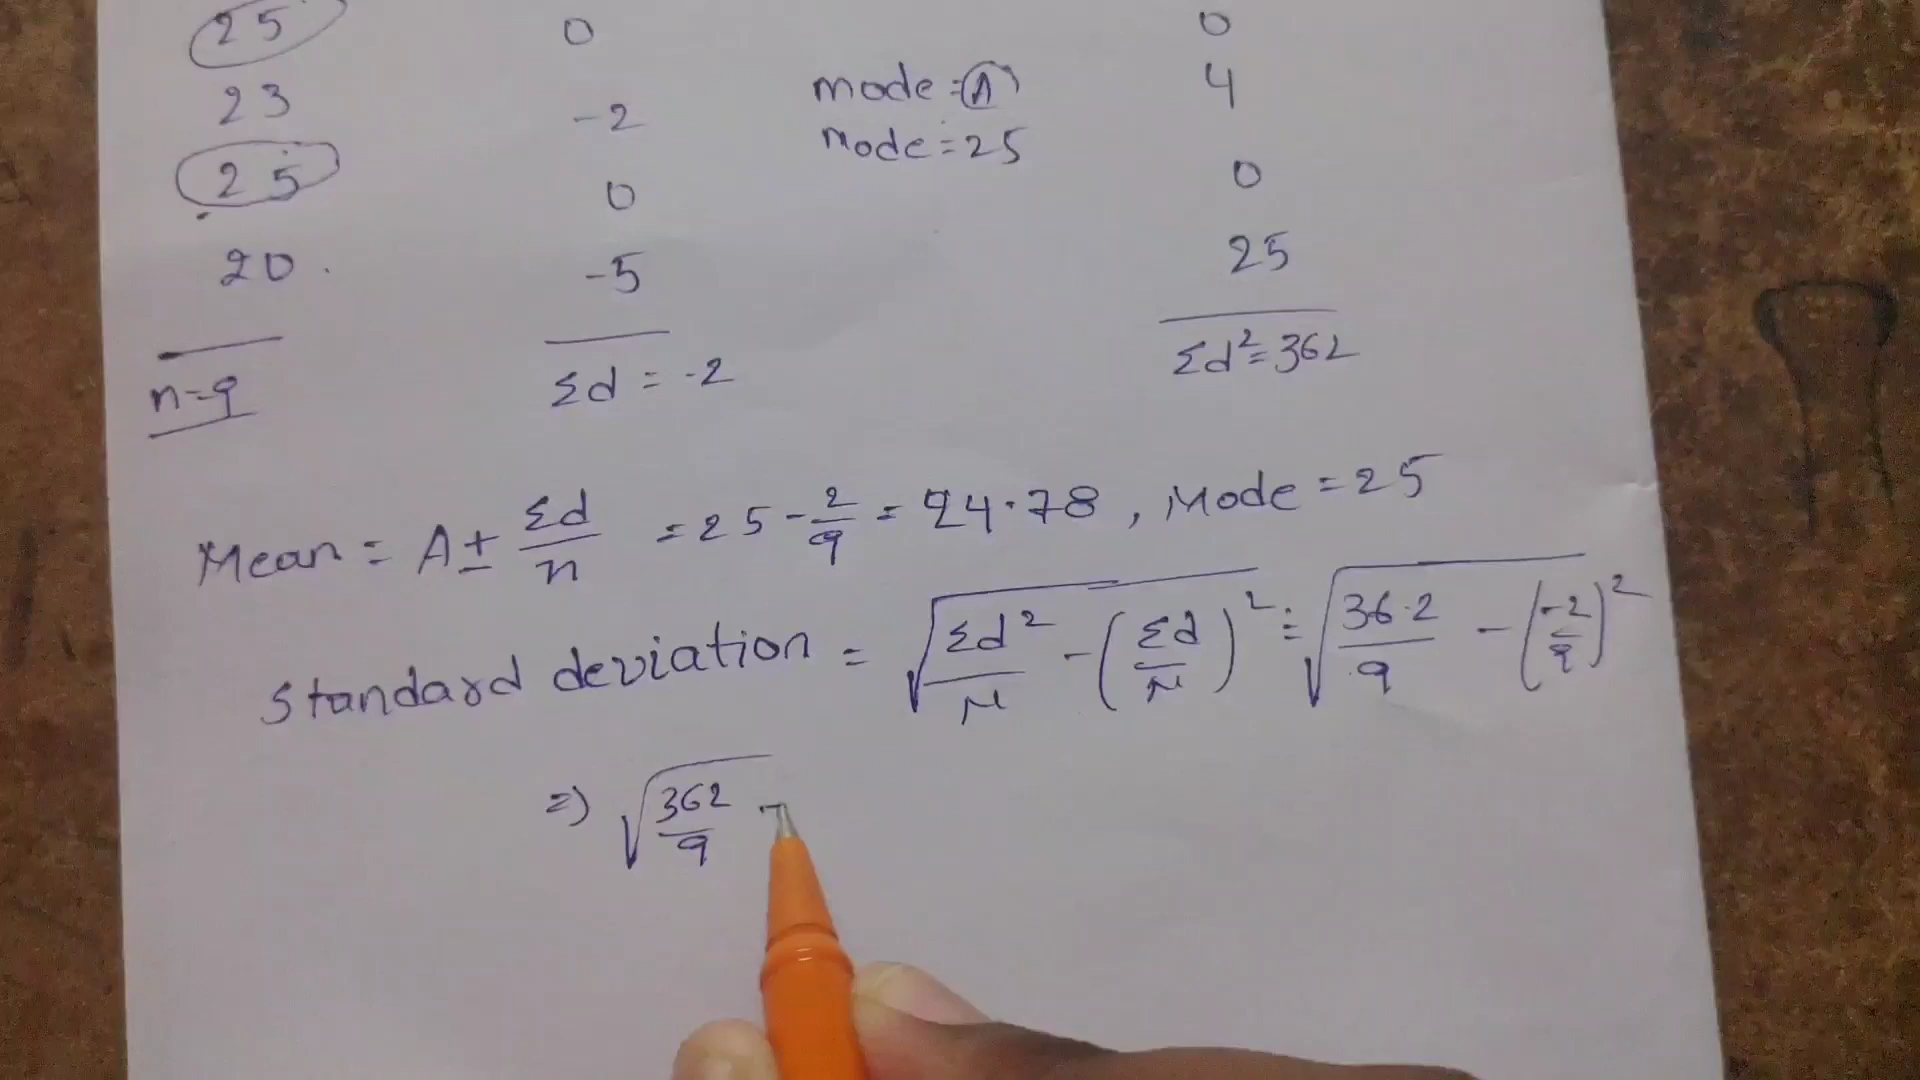 25 0 0
23 -2 mode = A 4
25 0 mode = 25 0
20. -5 25
n=9 Σd = -2 Σd²=362
Mean = A ± Σd/n = 25 - 2/9 = 24.78, Mode = 25
Standard deviation = √(Σd²/N - (Σd/N)²) = √(362/9 - (-2/9)²)
=) √(362/9 -